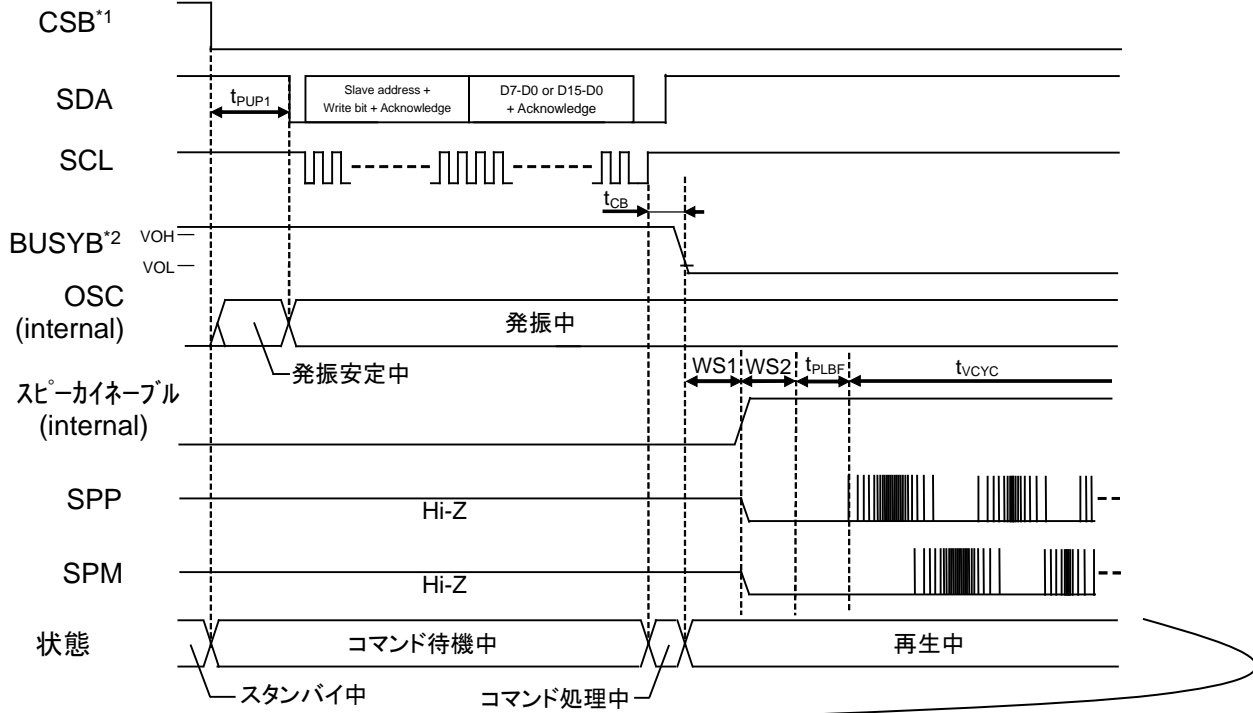 CSB*1
SDA
tPUP1
Slave address +
Write bit + Acknowledge
D7-D0 or D15-D0
+ Acknowledge
SCL
tCB
BUSYB*2
VOH
VOL
OSC
(internal)
発振中
発振安定中
WS1
WS2
tPLBF
tVCYC
スピーカイネーブル
(internal)
SPP
Hi-Z
SPM
Hi-Z
状態
コマンド待機中
再生中
スタンバイ中
コマンド処理中